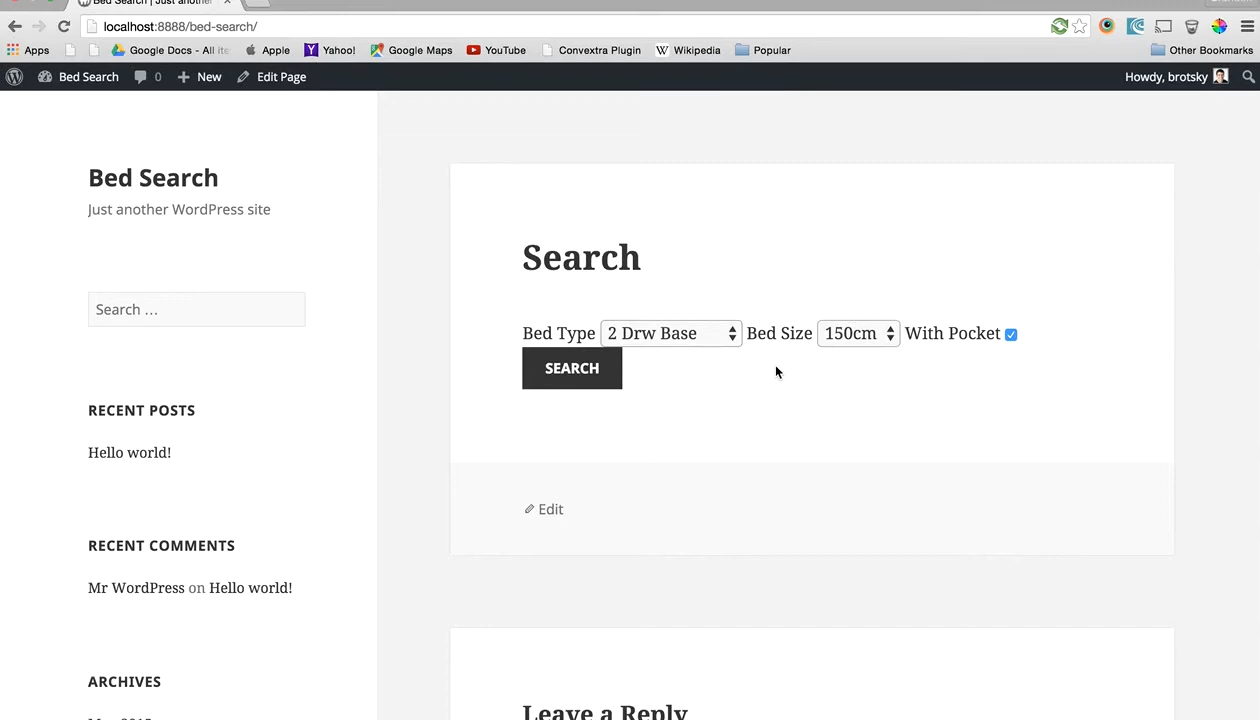 Bed Search | Just anot
localhost:8888/bed-search/
Apps Google Docs - All ite Apple Yahoo! Google Maps YouTube Convextra Plugin Wikipedia Popular Other Bookmarks
Bed Search 0 New Edit Page Howdy, brotsky
Bed Search
Just another WordPress site
Search …
RECENT POSTS
Hello world!
RECENT COMMENTS
Mr WordPress on Hello world!
ARCHIVES
Search
Bed Type 2 Drw Base Bed Size 150cm With Pocket
SEARCH
Edit
Leave a Reply